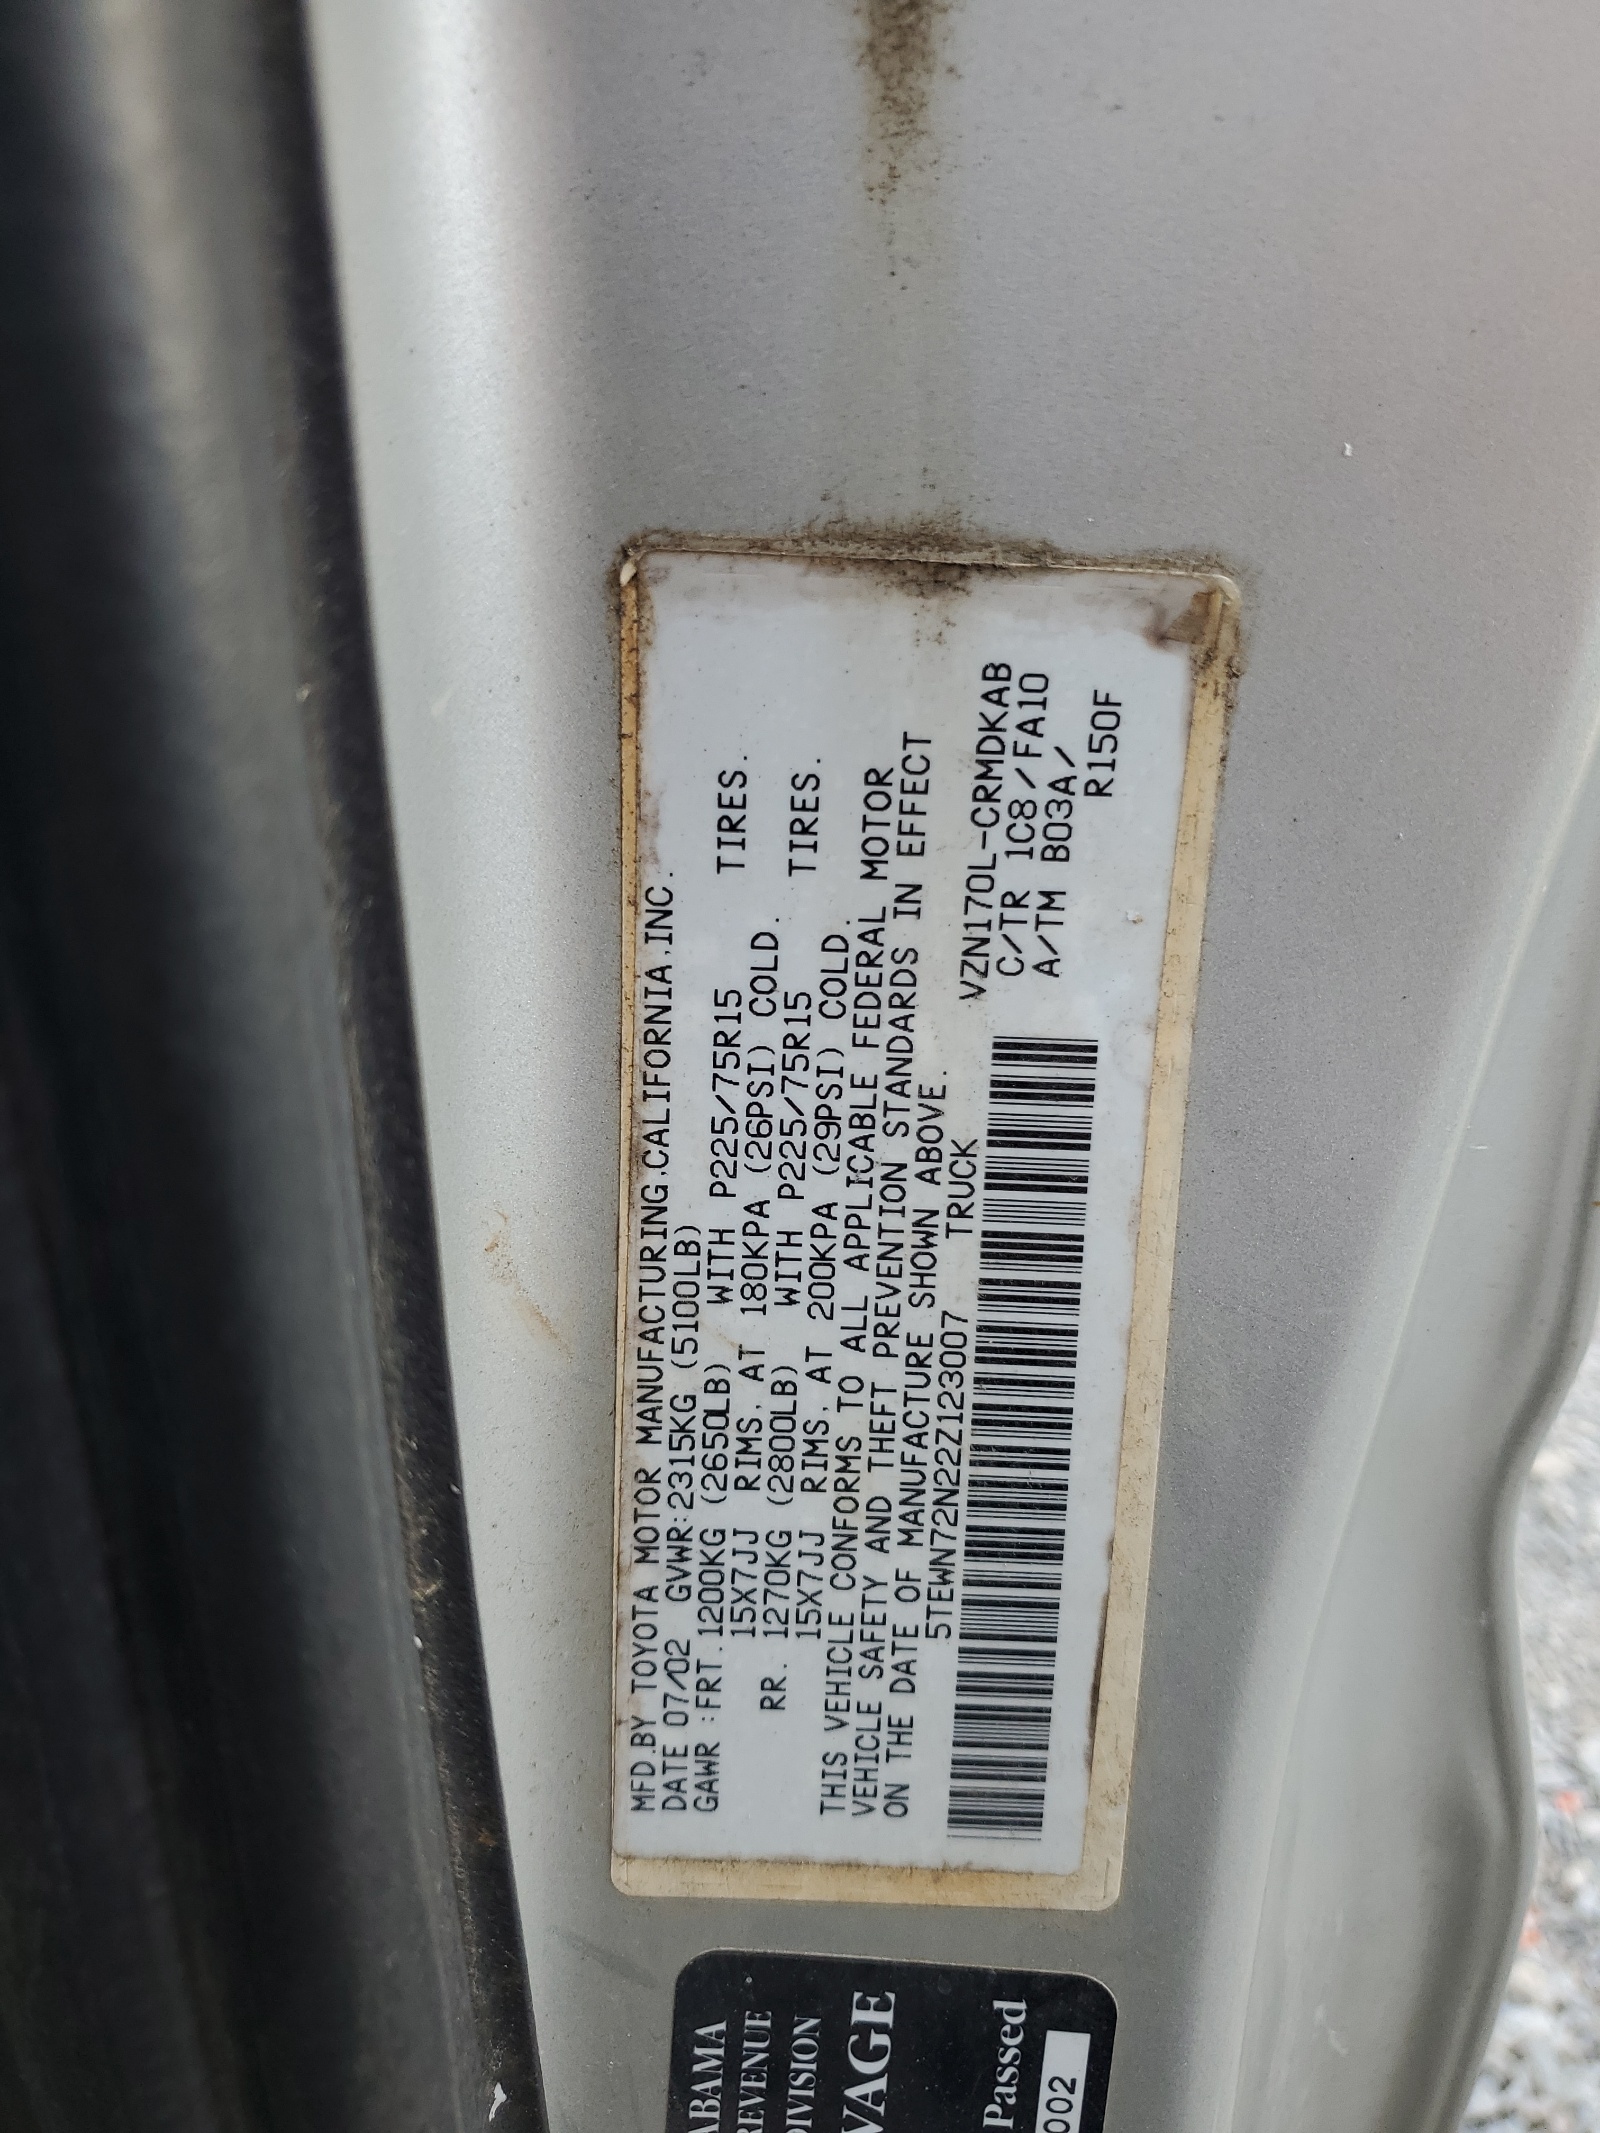 MFD.BY TOYOTA MOTOR MANUFACTURING,CALIFORNIA,INC.
DATE 07/02 GVWR:2315KG (5100LB)
GAWR :FRT.1200KG (2650LB) WITH P225/75R15 TIRES.
15X7JJ RIMS, AT 180KPA (26PSI) COLD.
RR. 1270KG (2800LB) WITH P225/75R15 TIRES.
15X7JJ RIMS, AT 200KPA (29PSI) COLD.
THIS VEHICLE CONFORMS TO ALL APPLICABLE FEDERAL MOTOR
VEHICLE SAFETY AND THEFT PREVENTION STANDARDS IN EFFECT
ON THE DATE OF MANUFACTURE SHOWN ABOVE.
5TEWN72N22Z123007 TRUCK
VZN170L-CRMDKAB
C/TR 1C8/FA10
A/TM B03A/
R150F
ABAMA
REVENUE
DIVISION
VAGE
Passed
002